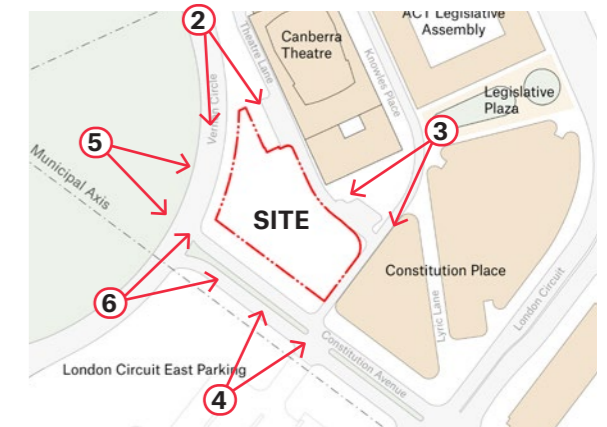 2
Canberra
Theatre
ACT Legislative
Assembly
Theatre Lane
Knowles Place
Vernon Circle
Legislative
Plaza
3
5
Municipal Axis
SITE
Constitution Place
6
Lyric Lane
London Circuit
Constitution Avenue
London Circuit East Parking
4